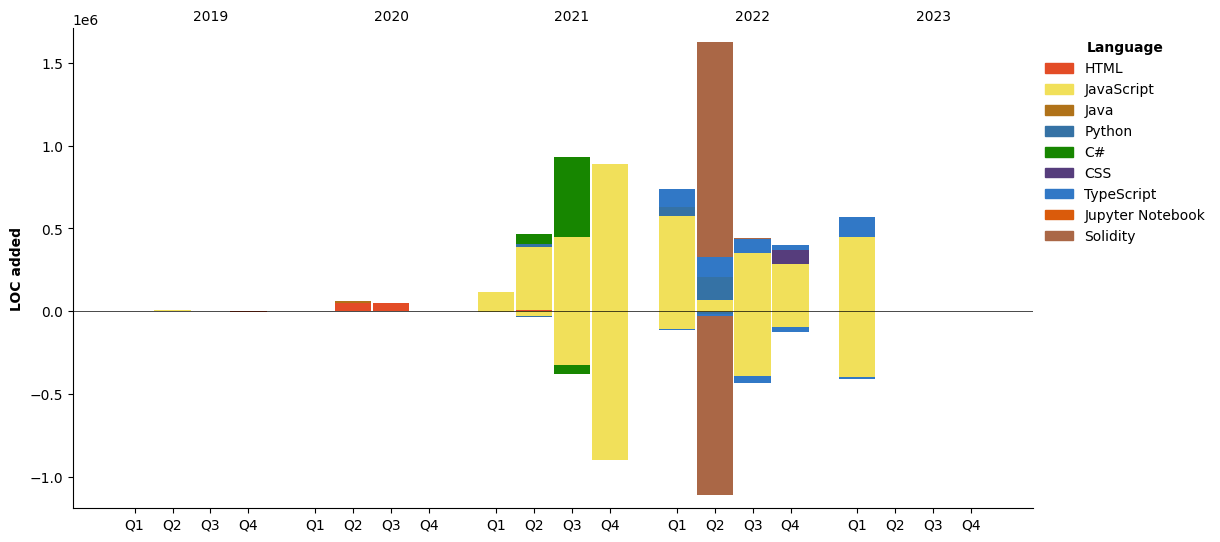 1e6
2019 2020 2021 2022 2023
Language
HTML
JavaScript
Java
Python
C#
CSS
TypeScript
Jupyter Notebook
Solidity
LOC added
1.5
1.0
0.5
0.0
−0.5
−1.0
Q1 Q2 Q3 Q4 Q1 Q2 Q3 Q4 Q1 Q2 Q3 Q4 Q1 Q2 Q3 Q4 Q1 Q2 Q3 Q4